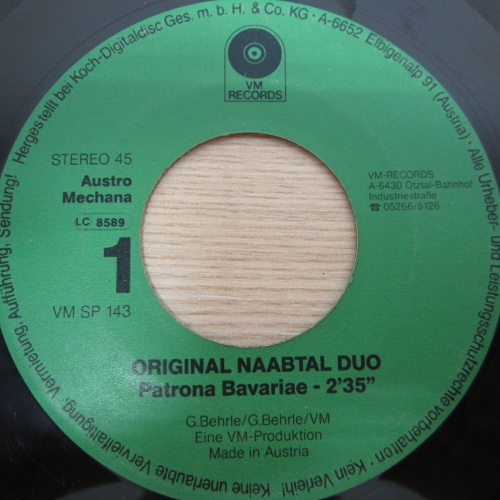 Hergestellt bei Koch-Digitaldisc Ges. m. b. H. & Co. KG · A-6652 Elbigenalp 91 (Austria) · Alle Urheber- und Leistungsschutzrechte vorbehalten · Kein Verleih! Keine unerlaubte Vervielfältigung, Vermietung, Aufführung, Sendung!
VM
RECORDS
STEREO 45
Austro
Mechana
LC 8589
1
VM SP 143
VM-RECORDS
A-6430 Ötztal-Bahnhof
Industriestraße
☎ 05266/8126
ORIGINAL NAABTAL DUO
Patrona Bavariae - 2'35"
G.Behrle/G.Behrle/VM
Eine VM-Produktion
Made in Austria